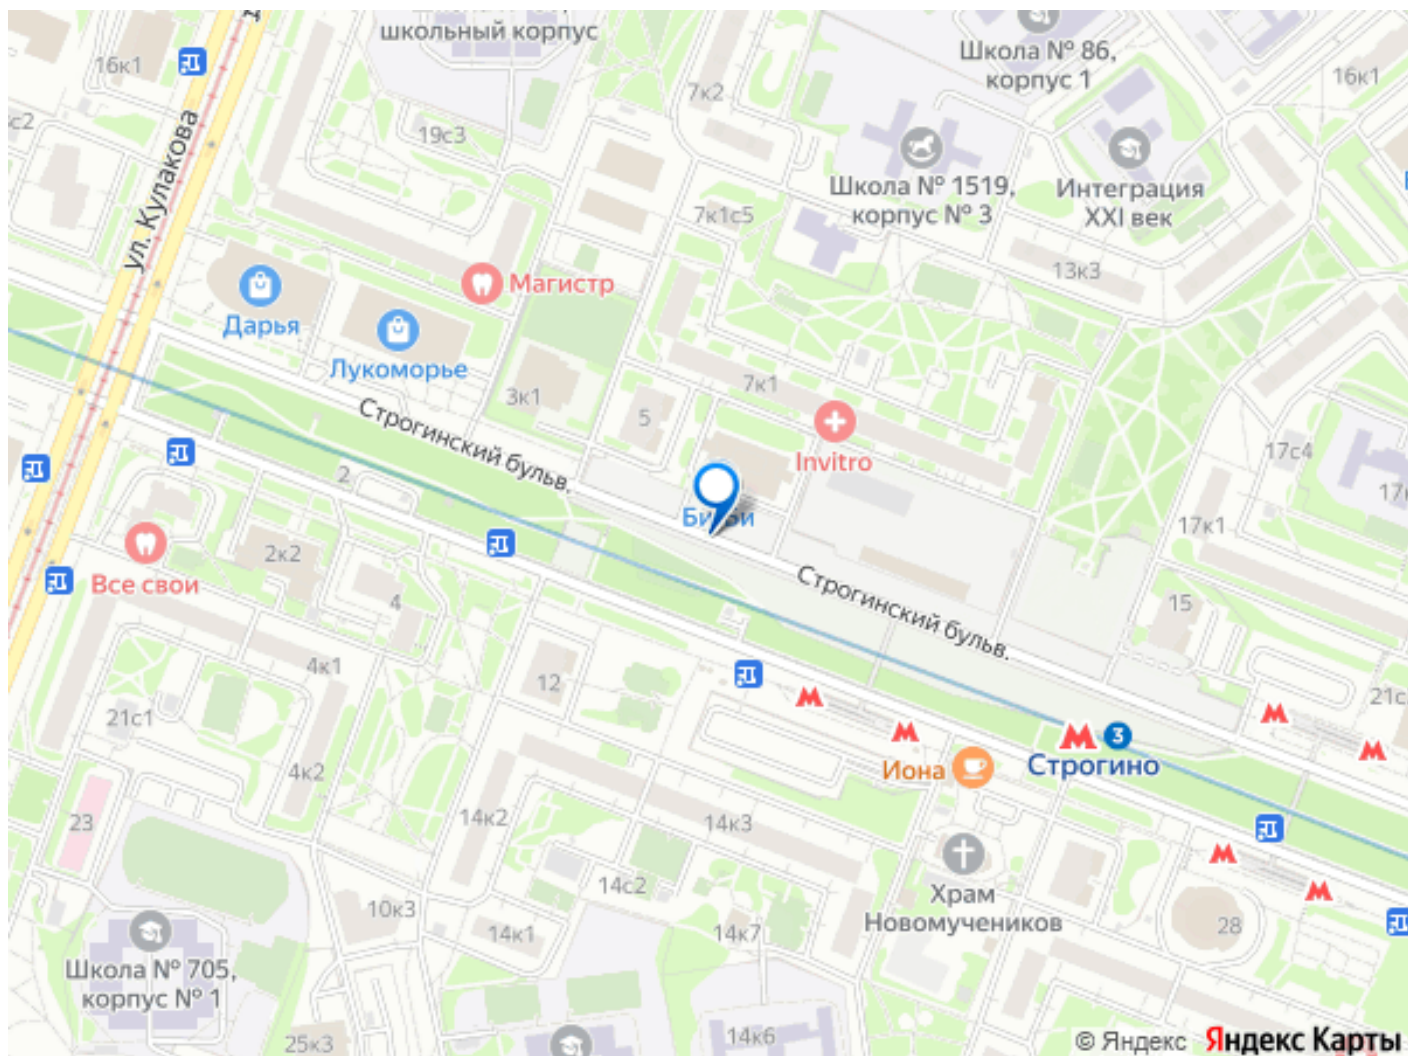 школьный корпус
Школа № 86,
корпус 1
16к1
16к1
7к2
19с3
ул. Кулакова
Школа № 1519,
корпус № 3
Интеграция
XXI век
7к1с5
13к3
Магистр
Дарья
Лукоморье
7к1
3к1
5
Строгинский бульв.
Invitro
17с4
2
17к1
Все свои
2к2
4
Строгинский бульв.
15
4к1
12
21с1
М
М
М
М
М
3
Строгино
Иона
4к2
23
14к2
14к3
М
М
14с2
Храм
Новомучеников
10к3
14к1
14к7
28
Школа № 705,
корпус № 1
25к3
14к6
© Яндекс Яндекс Карты